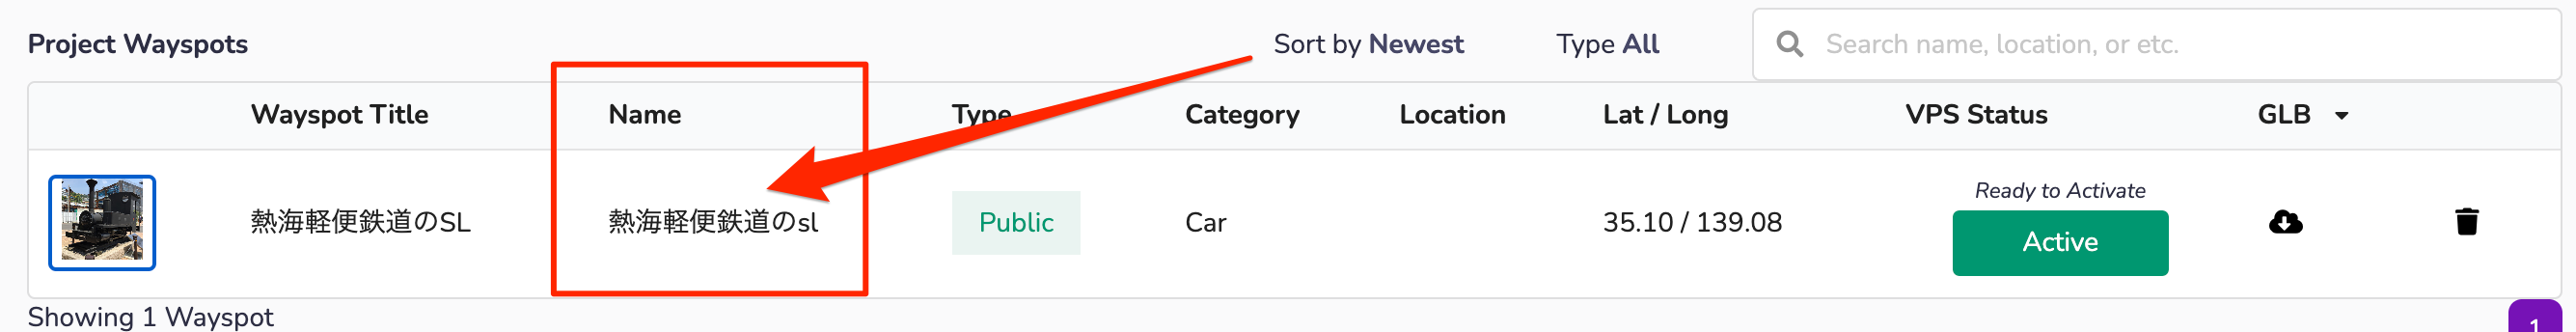 Project Wayspots
Sort by Newest
Type All
Search name, location, or etc.
Wayspot Title Name Type Category Location Lat / Long VPS Status GLB
熱海軽便鉄道のSL 熱海軽便鉄道のsl Public Car 35.10 / 139.08 Ready to Activate
Active
Showing 1 Wayspot
1